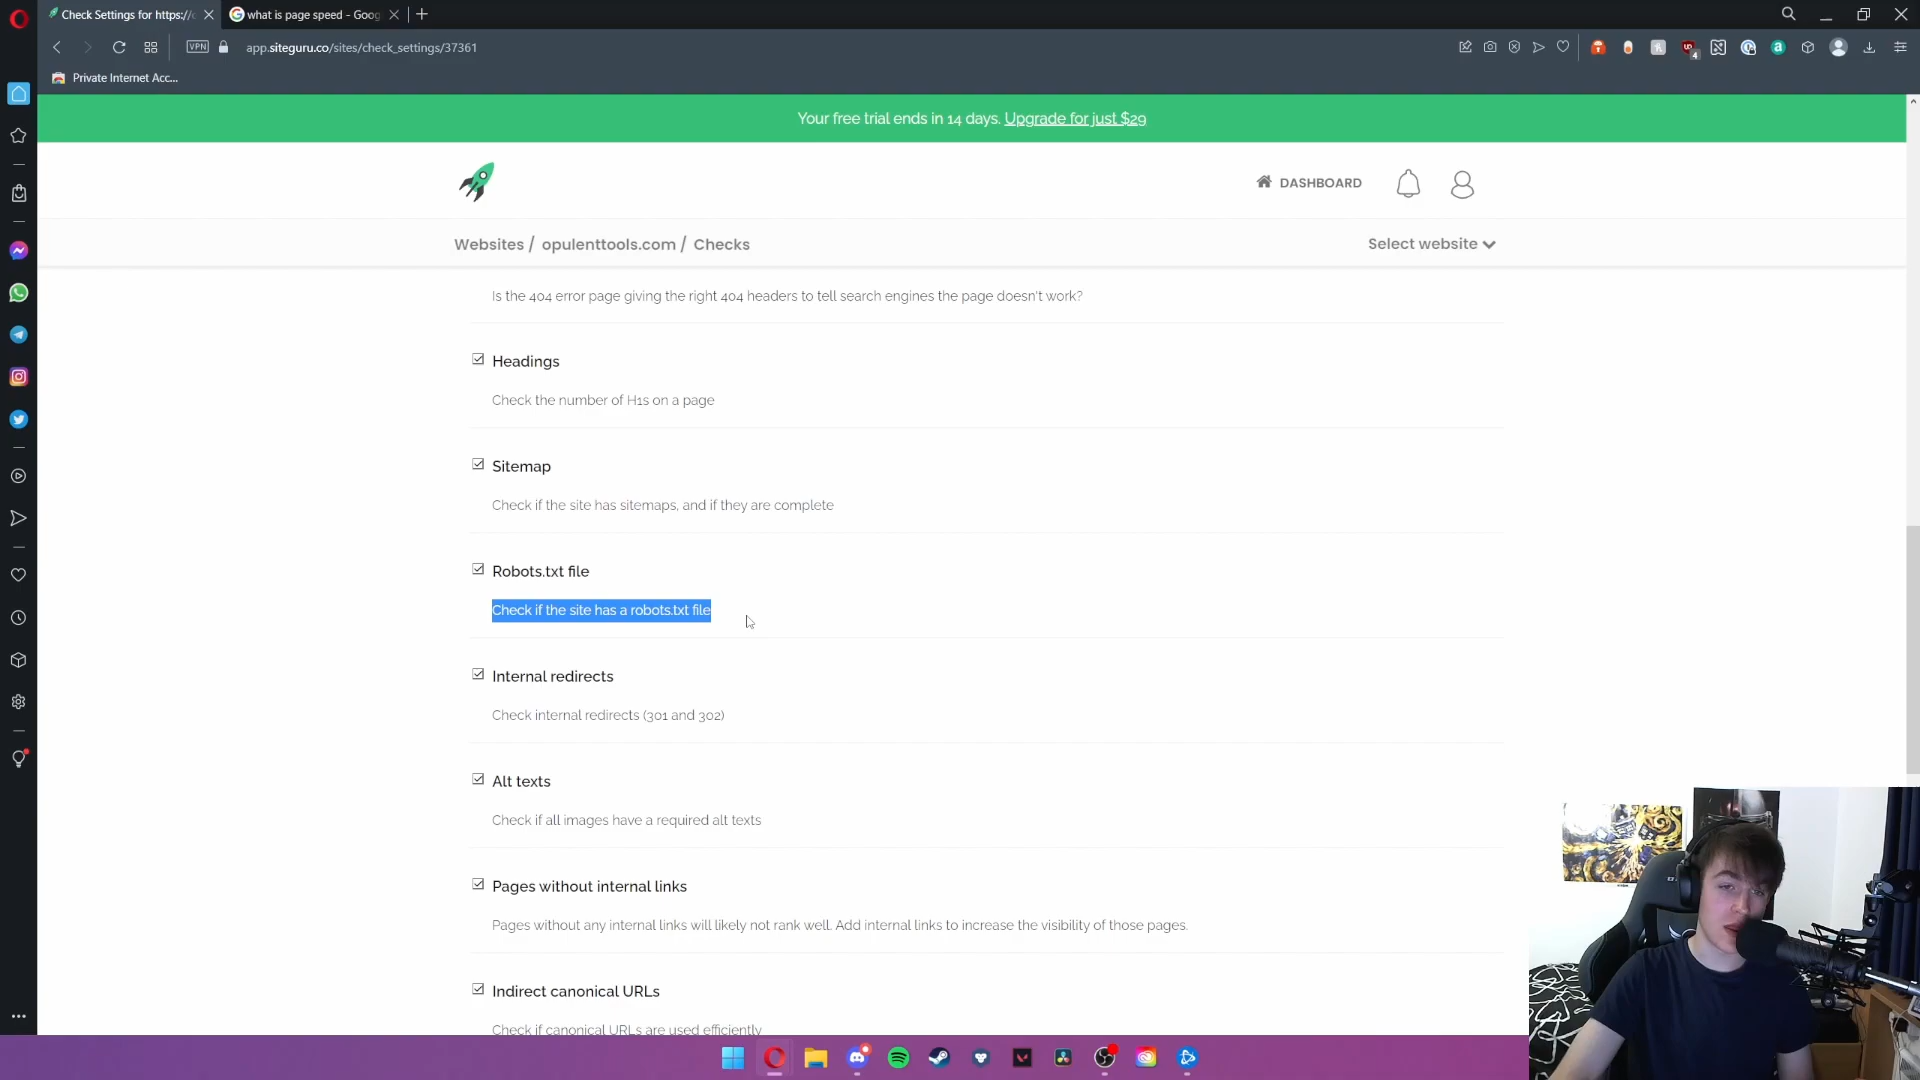 Check Settings for https://
what is page speed - Goog
VPN
app.siteguru.co/sites/check_settings/37361
4
Private Internet Acc...
Your free trial ends in 14 days. Upgrade for just $29
DASHBOARD
Websites / opulenttools.com / Checks
Select website
Is the 404 error page giving the right 404 headers to tell search engines the page doesn't work?
Headings
Check the number of H1s on a page
Sitemap
Check if the site has sitemaps, and if they are complete
Robots.txt file
Check if the site has a robots.txt file
Internal redirects
Check internal redirects (301 and 302)
Alt texts
Check if all images have a required alt texts
Pages without internal links
Pages without any internal links will likely not rank well. Add internal links to increase the visibility of those pages.
Indirect canonical URLs
Check if canonical URLs are used efficiently